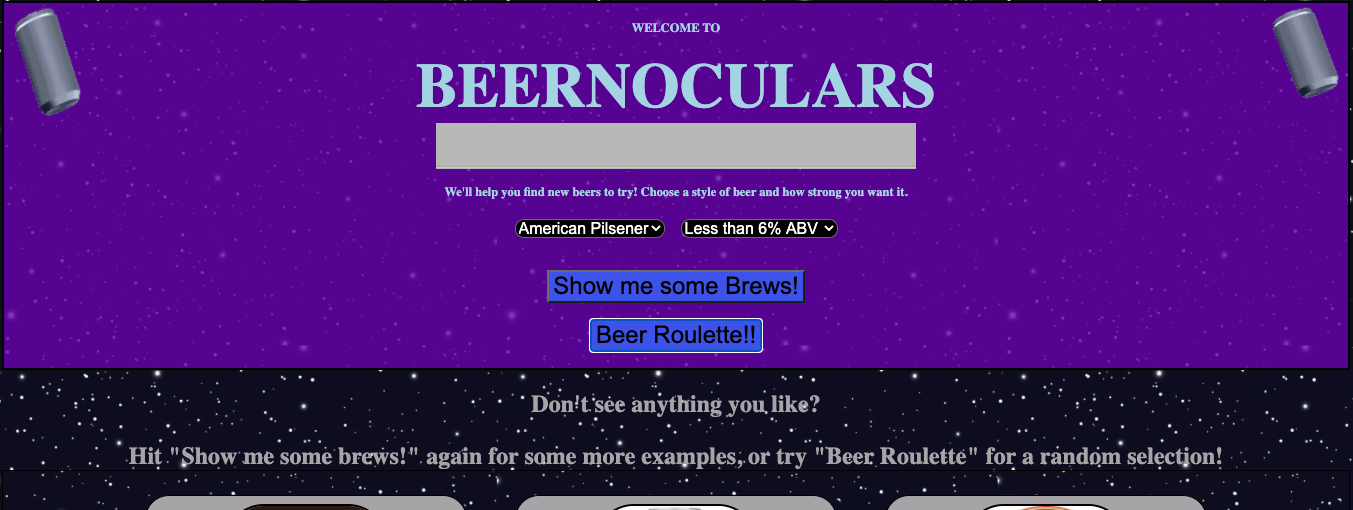 WELCOME TO
BEERNOCULARS
We'll help you find new beers to try! Choose a style of beer and how strong you want it.
American Pilsener Less than 6% ABV
Show me some Brews!
Beer Roulette!!
Don't see anything you like?
Hit "Show me some brews!" again for some more examples, or try "Beer Roulette" for a random selection!